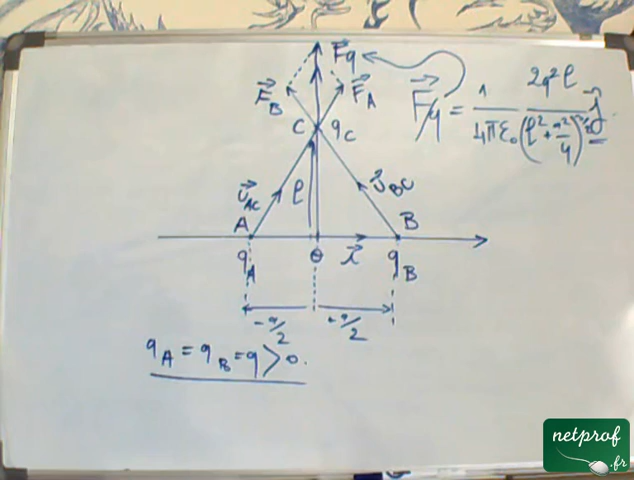 F⃗q
F⃗B F⃗A
C qC
F⃗/q = 1/4πε₀ 2q²l/(l²+a²/4)^3/2 j⃗
u⃗AC l u⃗BC
A B
qA O i⃗ qB
-a/2 +a/2
qA = qB = q > 0.
netprof
.fr